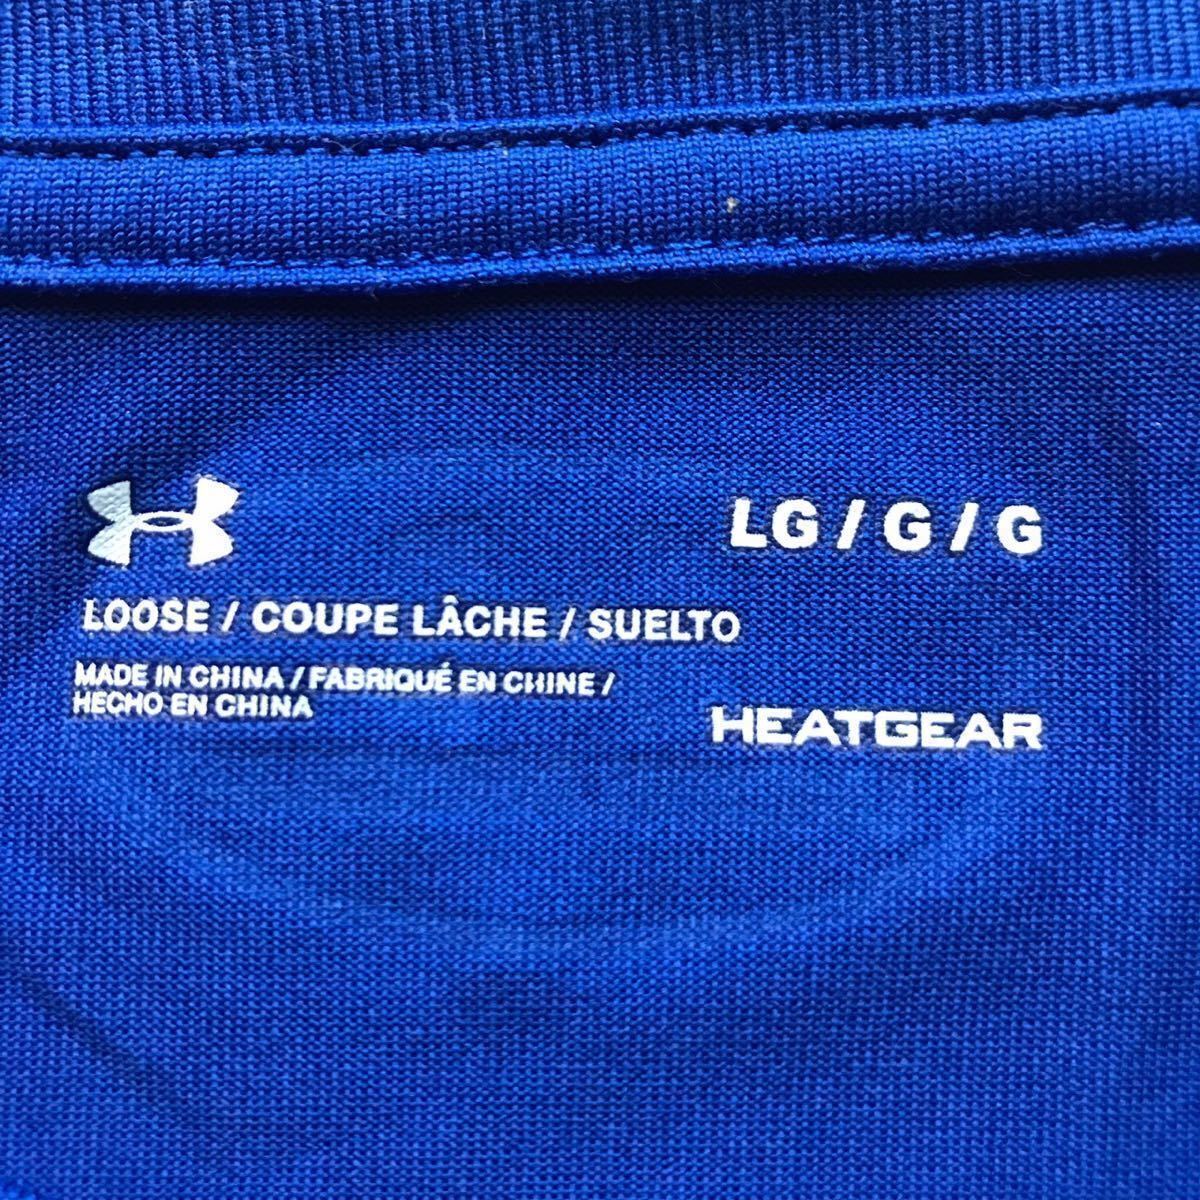 LG / G / G
LOOSE / COUPE LÂCHE / SUELTO
MADE IN CHINA / FABRIQUÉ EN CHINE /
HECHO EN CHINA
HEATGEAR